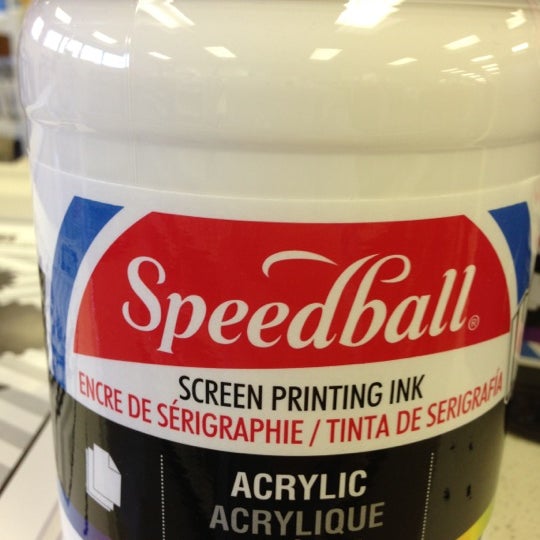 Speedball®
SCREEN PRINTING INK
ENCRE DE SÉRIGRAPHIE / TINTA DE SERIGRAFÍA
ACRYLIC
ACRYLIQUE